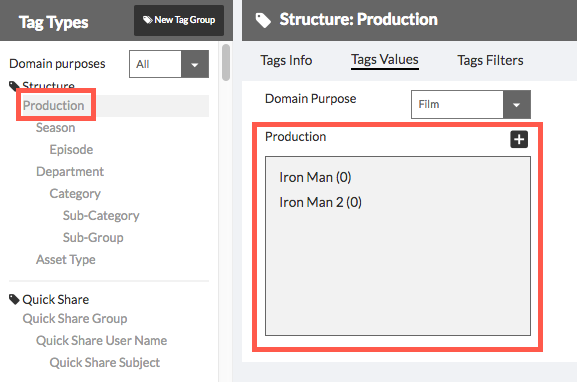 Tag Types
New Tag Group
Domain purposes
All
Structure
Production
Season
Episode
Department
Category
Sub-Category
Sub-Group
Asset Type
Quick Share
Quick Share Group
Quick Share User Name
Quick Share Subject
Structure: Production
Tags Info
Tags Values
Tags Filters
Domain Purpose
Film
Production
Iron Man (0)
Iron Man 2 (0)